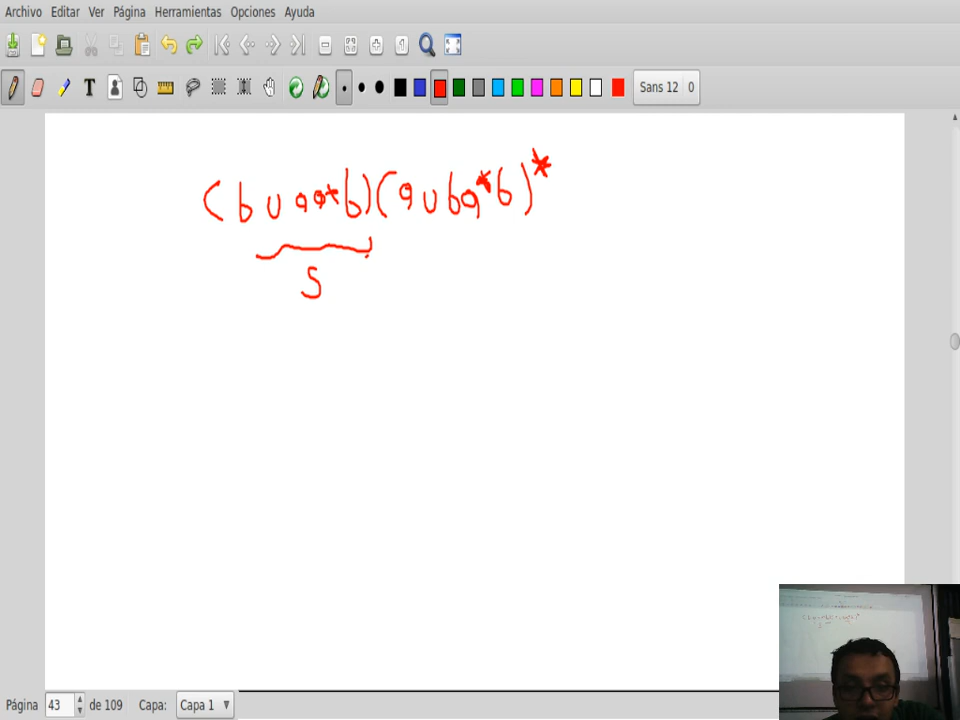 Archivo Editar Ver Página Herramientas Opciones Ayuda
Sans 12 0
(b ∪ aa*b)(a ∪ ba*b)*
S
Página 43 de 109 Capa: Capa 1